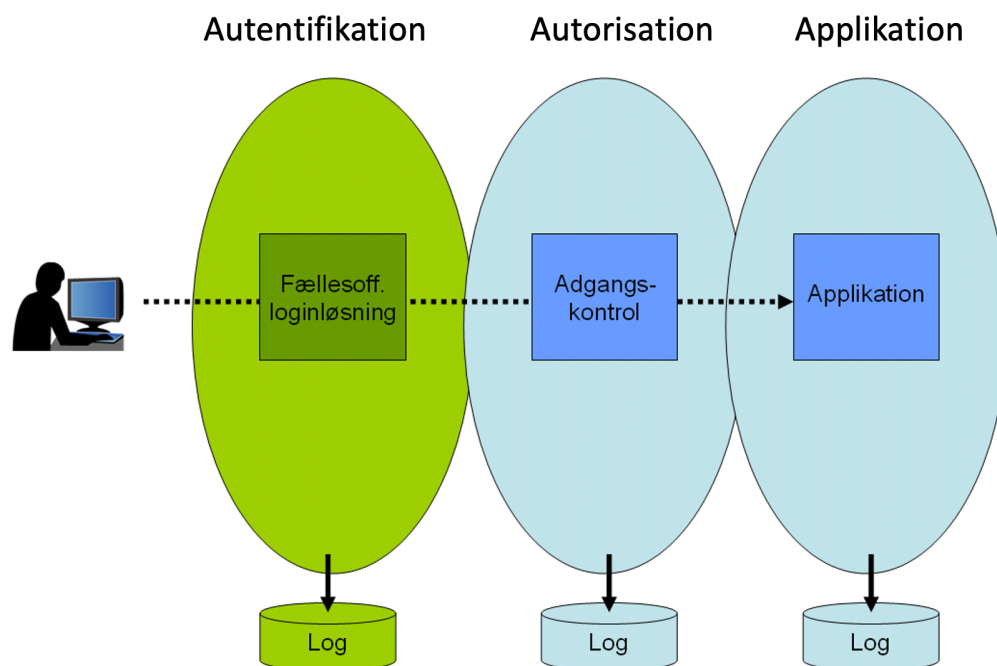 Autentifikation
Autorisation
Applikation
Fællesoff.
loginløsning
Adgangs-
kontrol
Applikation
Log
Log
Log